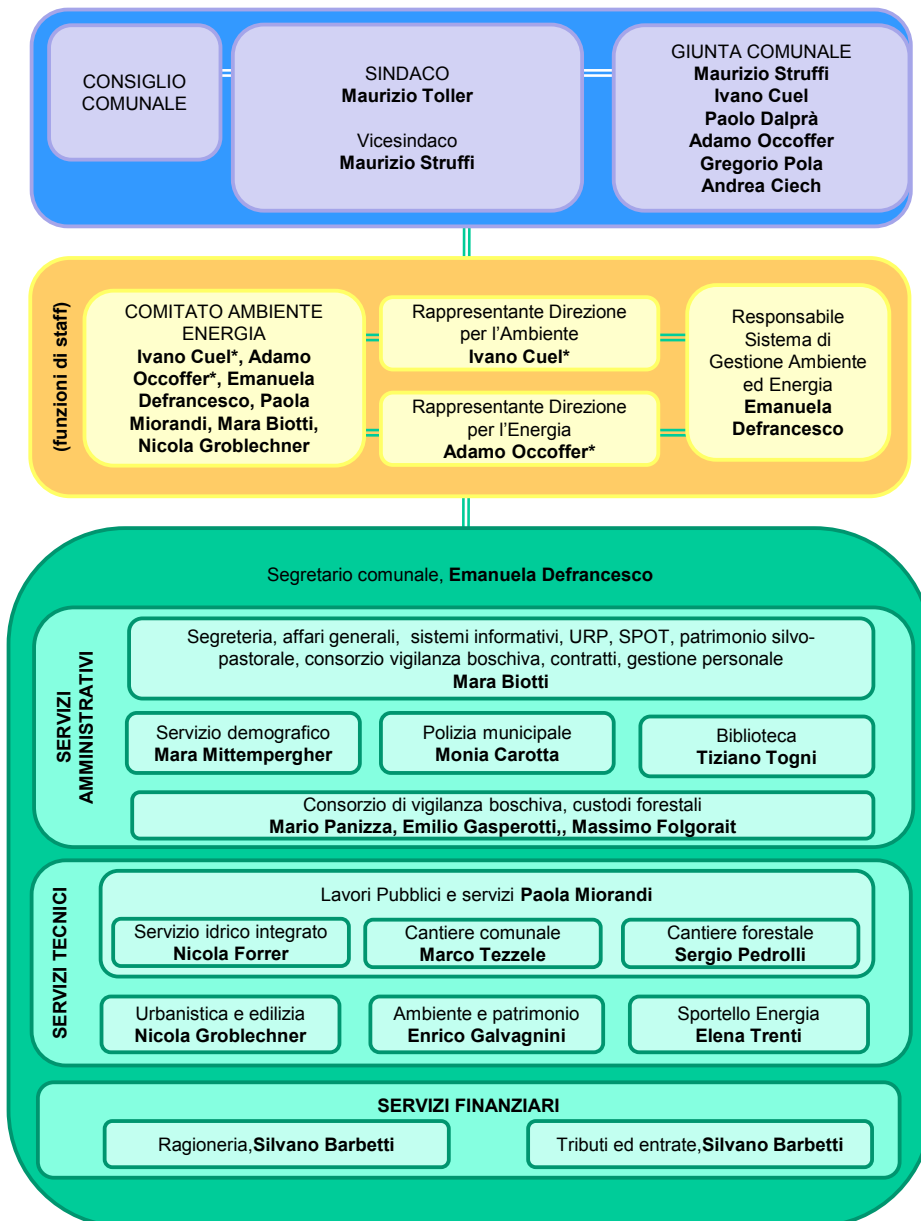 CONSIGLIO
COMUNALE
SINDACO
Maurizio Toller
Vicesindaco
Maurizio Struffi
GIUNTA COMUNALE
Maurizio Struffi
Ivano Cuel
Paolo Dalprà
Adamo Occoffer
Gregorio Pola
Andrea Ciech
(funzioni di staff)
COMITATO AMBIENTE
ENERGIA
Ivano Cuel*, Adamo
Occoffer*, Emanuela
Defrancesco, Paola
Miorandi, Mara Biotti,
Nicola Groblechner
Rappresentante Direzione
per l'Ambiente
Ivano Cuel*
Rappresentante Direzione
per l'Energia
Adamo Occoffer*
Responsabile
Sistema di
Gestione Ambiente
ed Energia
Emanuela
Defrancesco
Segretario comunale, Emanuela Defrancesco
SERVIZI
AMMINISTRATIVI
Segreteria, affari generali, sistemi informativi, URP, SPOT, patrimonio silvo-
pastorale, consorzio vigilanza boschiva, contratti, gestione personale
Mara Biotti
Servizio demografico
Mara Mittempergher
Polizia municipale
Monia Carotta
Biblioteca
Tiziano Togni
Consorzio di vigilanza boschiva, custodi forestali
Mario Panizza, Emilio Gasperotti,, Massimo Folgorait
SERVIZI TECNICI
Lavori Pubblici e servizi Paola Miorandi
Servizio idrico integrato
Nicola Forrer
Cantiere comunale
Marco Tezzele
Cantiere forestale
Sergio Pedrolli
Urbanistica e edilizia
Nicola Groblechner
Ambiente e patrimonio
Enrico Galvagnini
Sportello Energia
Elena Trenti
SERVIZI FINANZIARI
Ragioneria,Silvano Barbetti
Tributi ed entrate,Silvano Barbetti